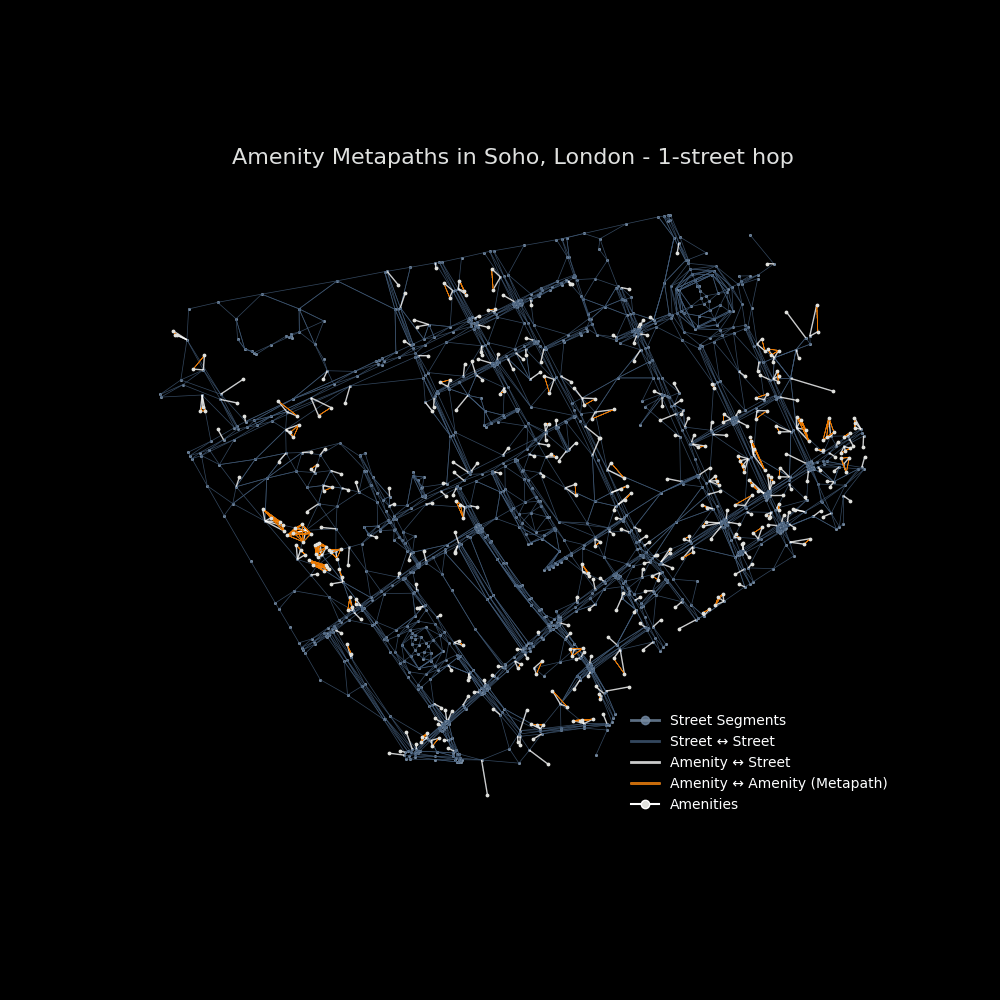 Amenity Metapaths in Soho, London - 1-street hop
Street Segments
Street ↔ Street
Amenity ↔ Street
Amenity ↔ Amenity (Metapath)
Amenities